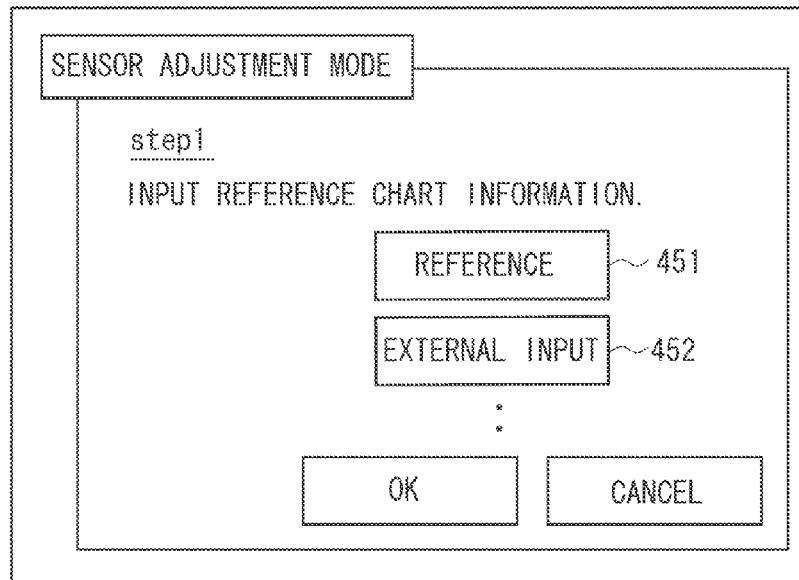 SENSOR ADJUSTMENT MODE
step1
INPUT REFERENCE CHART INFORMATION.
REFERENCE 451
EXTERNAL INPUT 452
:
OK CANCEL